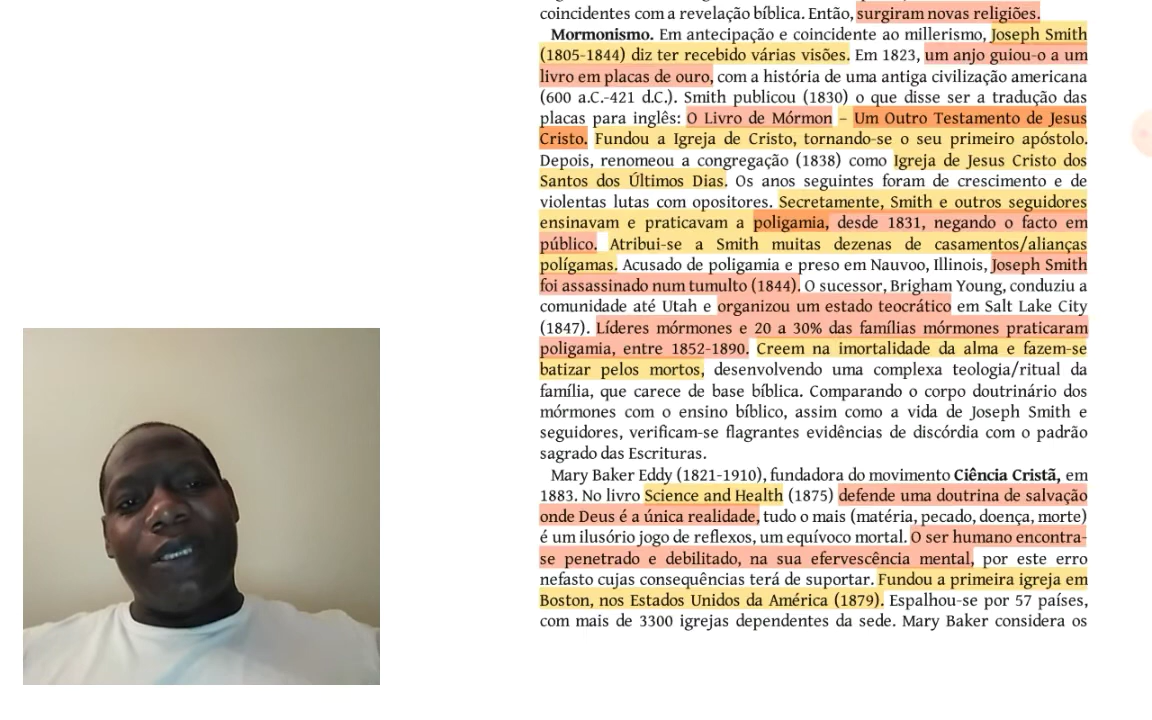 coincidentes com a revelação bíblica. Então, surgiram novas religiões.
Mormonismo. Em antecipação e coincidente ao millerismo, Joseph Smith
(1805-1844) diz ter recebido várias visões. Em 1823, um anjo guiou-o a um
livro em placas de ouro, com a história de uma antiga civilização americana
(600 a.C.-421 d.C.). Smith publicou (1830) o que disse ser a tradução das
placas para inglês: O Livro de Mórmon – Um Outro Testamento de Jesus
Cristo. Fundou a Igreja de Cristo, tornando-se o seu primeiro apóstolo.
Depois, renomeou a congregação (1838) como Igreja de Jesus Cristo dos
Santos dos Últimos Dias. Os anos seguintes foram de crescimento e de
violentas lutas com opositores. Secretamente, Smith e outros seguidores
ensinavam e praticavam a poligamia, desde 1831, negando o facto em
público. Atribui-se a Smith muitas dezenas de casamentos/alianças
polígamas. Acusado de poligamia e preso em Nauvoo, Illinois, Joseph Smith
foi assassinado num tumulto (1844). O sucessor, Brigham Young, conduziu a
comunidade até Utah e organizou um estado teocrático em Salt Lake City
(1847). Líderes mórmones e 20 a 30% das famílias mórmones praticaram
poligamia, entre 1852-1890. Creem na imortalidade da alma e fazem-se
batizar pelos mortos, desenvolvendo uma complexa teologia/ritual da
família, que carece de base bíblica. Comparando o corpo doutrinário dos
mórmones com o ensino bíblico, assim como a vida de Joseph Smith e
seguidores, verificam-se flagrantes evidências de discórdia com o padrão
sagrado das Escrituras.
Mary Baker Eddy (1821-1910), fundadora do movimento Ciência Cristã, em
1883. No livro Science and Health (1875) defende uma doutrina de salvação
onde Deus é a única realidade, tudo o mais (matéria, pecado, doença, morte)
é um ilusório jogo de reflexos, um equívoco mortal. O ser humano encontra-
se penetrado e debilitado, na sua efervescência mental, por este erro
nefasto cujas consequências terá de suportar. Fundou a primeira igreja em
Boston, nos Estados Unidos da América (1879). Espalhou-se por 57 países,
com mais de 3300 igrejas dependentes da sede. Mary Baker considera os